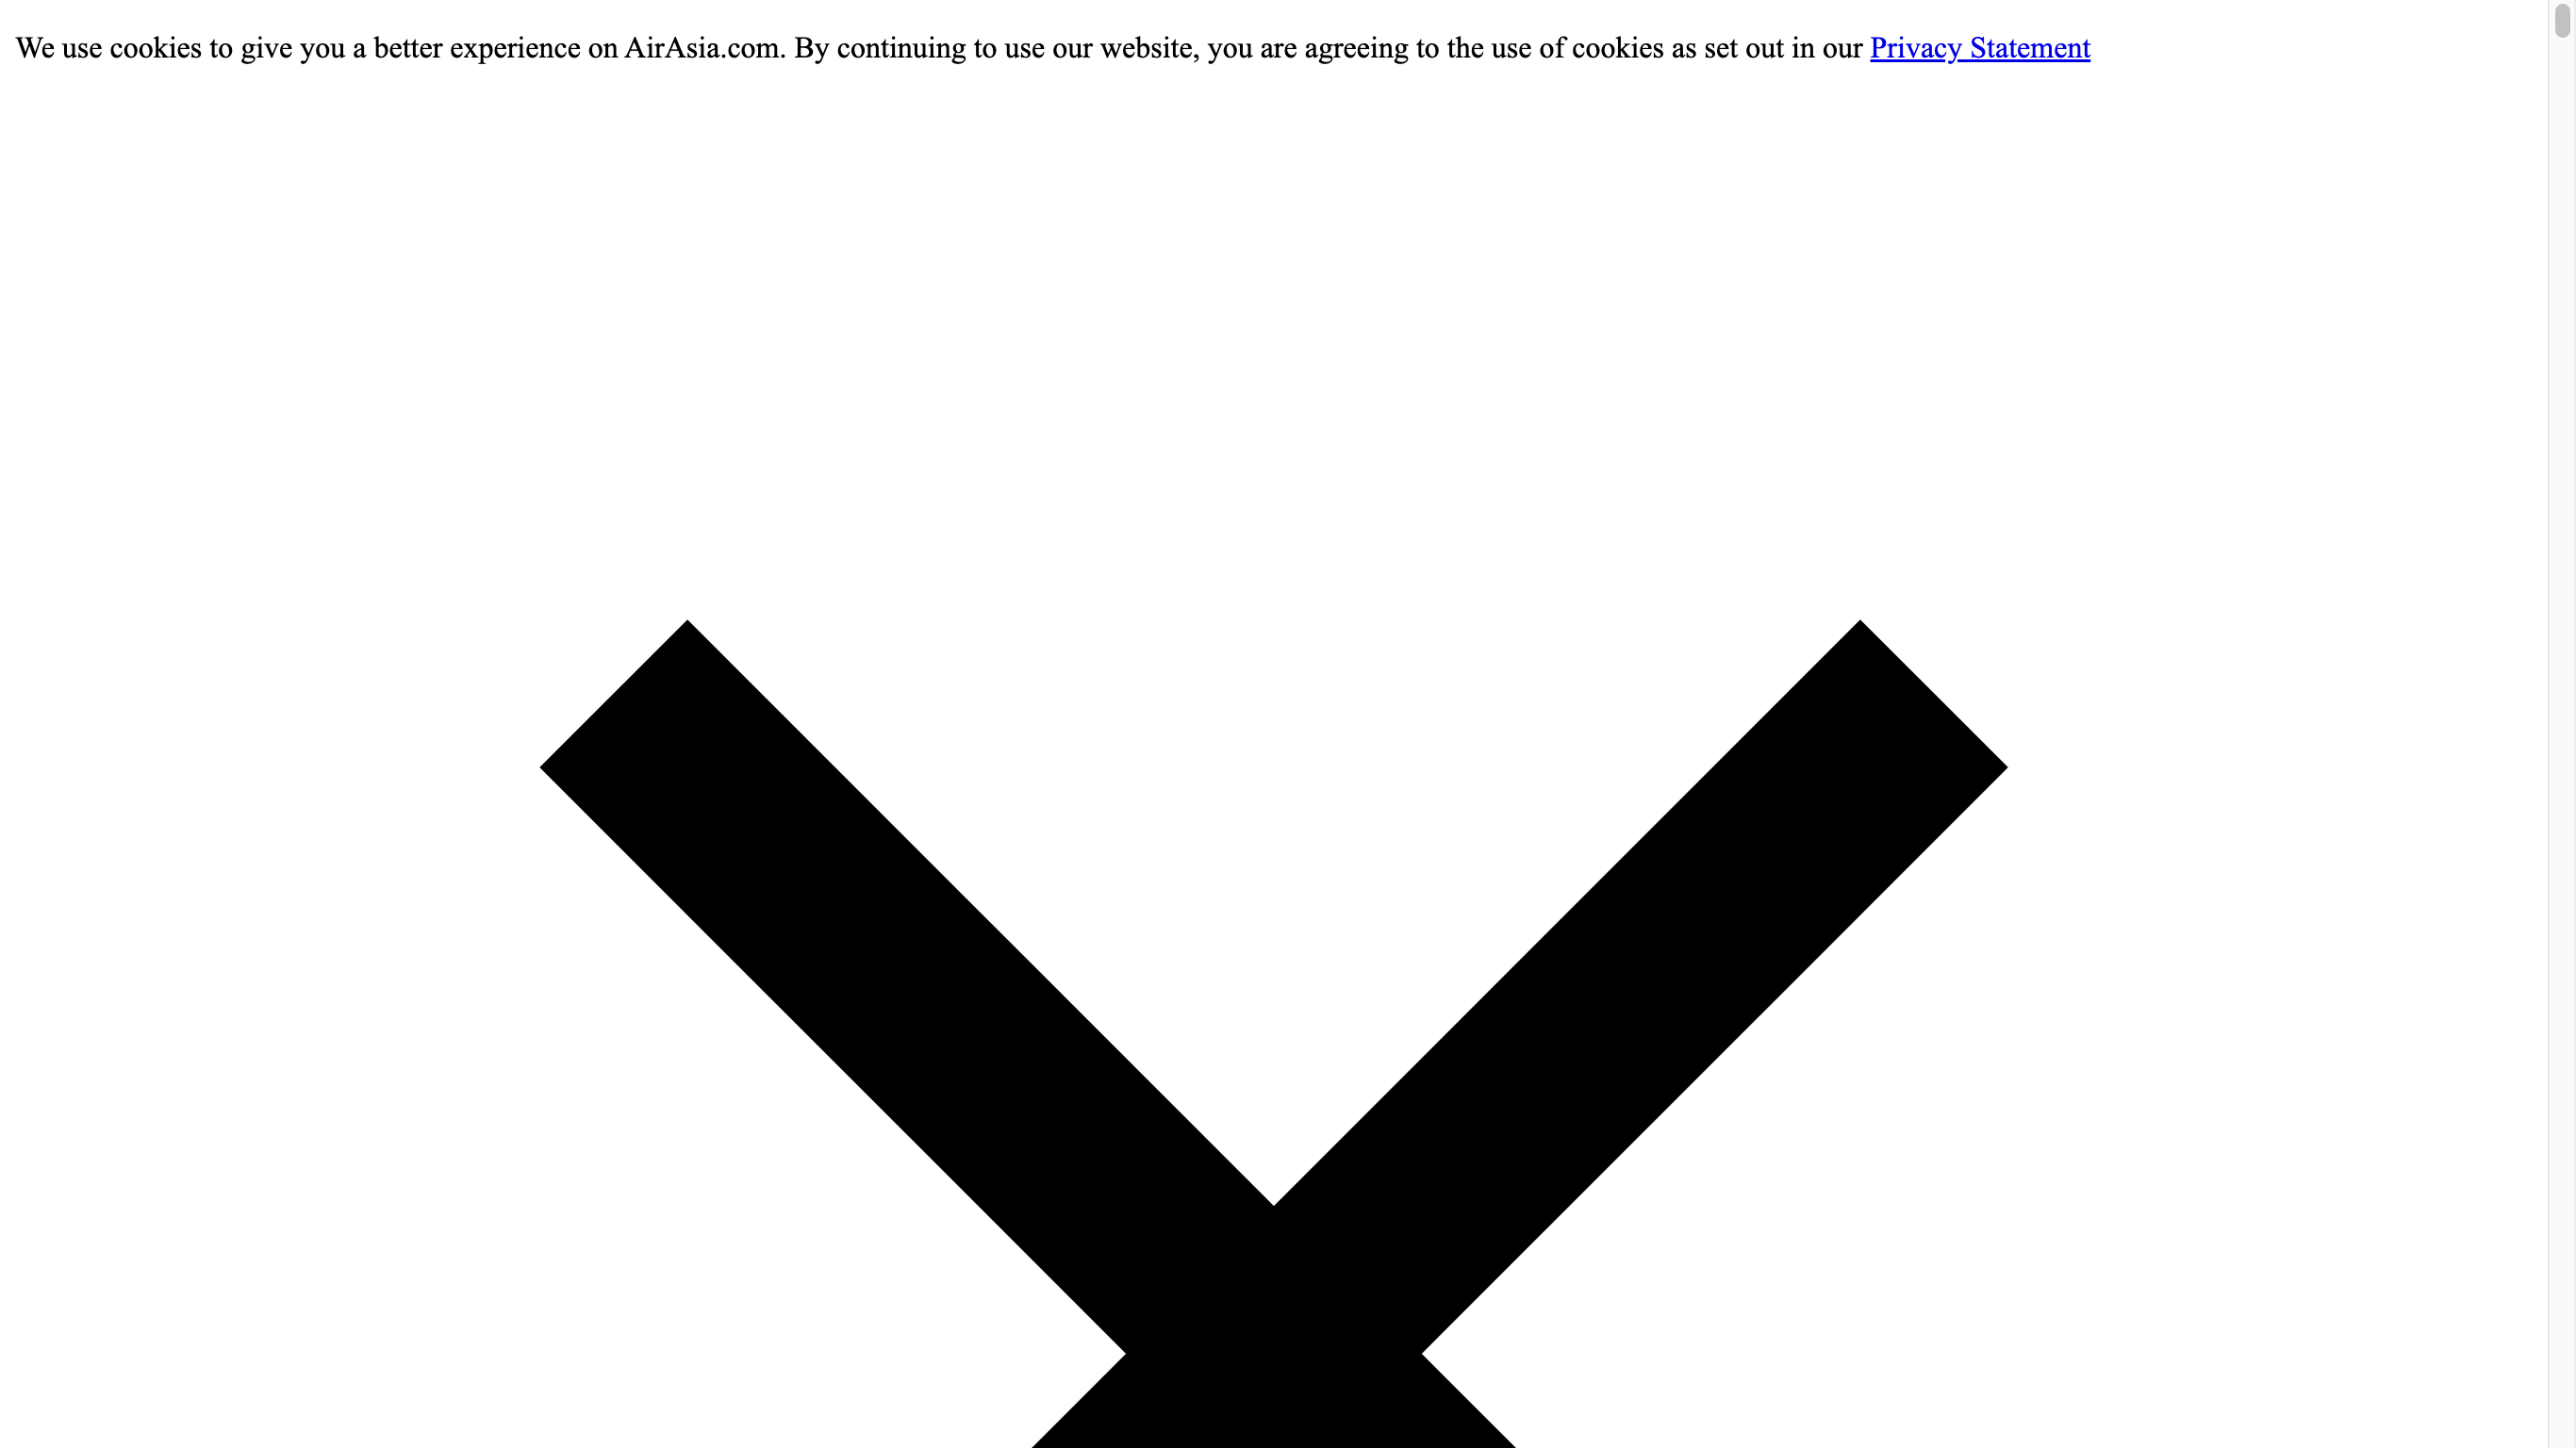 We use cookies to give you a better experience on AirAsia.com. By continuing to use our website, you are agreeing to the use of cookies as set out in our Privacy Statement